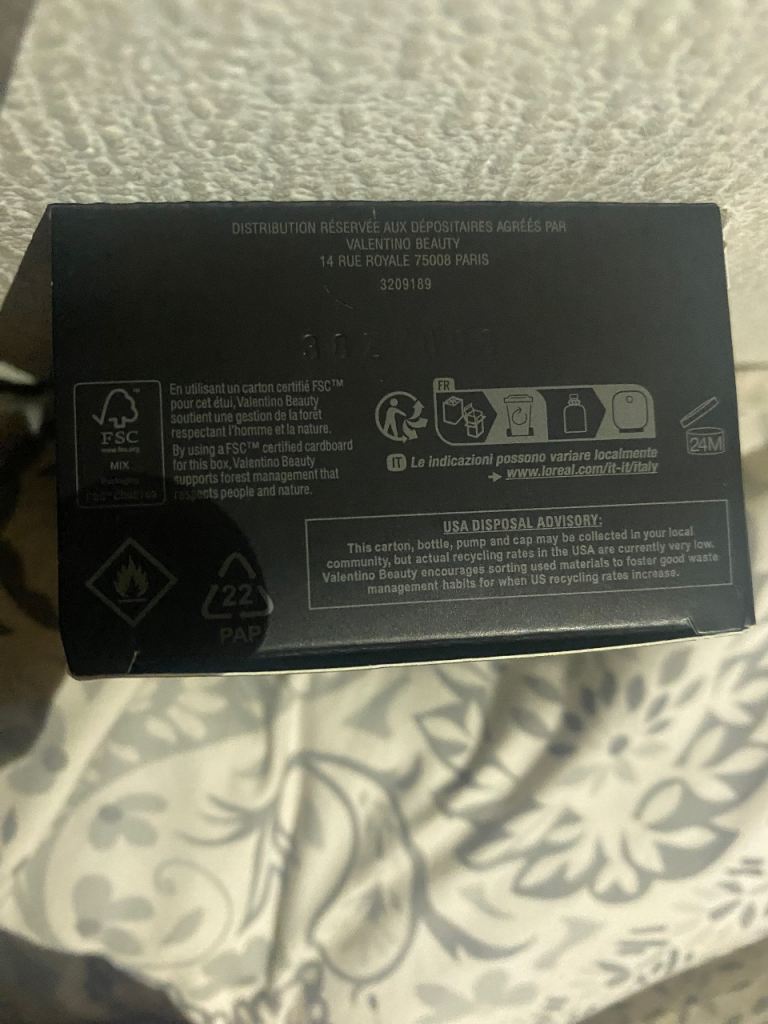 DISTRIBUTION RÉSERVÉE AUX DÉPOSITAIRES AGRÉÉS PAR
VALENTINO BEAUTY
14 RUE ROYALE 75008 PARIS
3209189
FSC
www.fsc.org
MIX
Packaging
En utilisant un carton certifié FSC™
pour cet étui, Valentino Beauty
soutient une gestion de la forêt
respectant l'homme et la nature.
By using a FSC™ certified cardboard
for this box, Valentino Beauty
supports forest management that
respects people and nature.
FR
IT Le indicazioni possono variare localmente
www.loreal.com/it-it/italy
24M
USA DISPOSAL ADVISORY:
This carton, bottle, pump and cap may be collected in your local
community, but actual recycling rates in the USA are currently very low.
Valentino Beauty encourages sorting used materials to foster good waste
management habits for when US recycling rates increase.
22
PAP